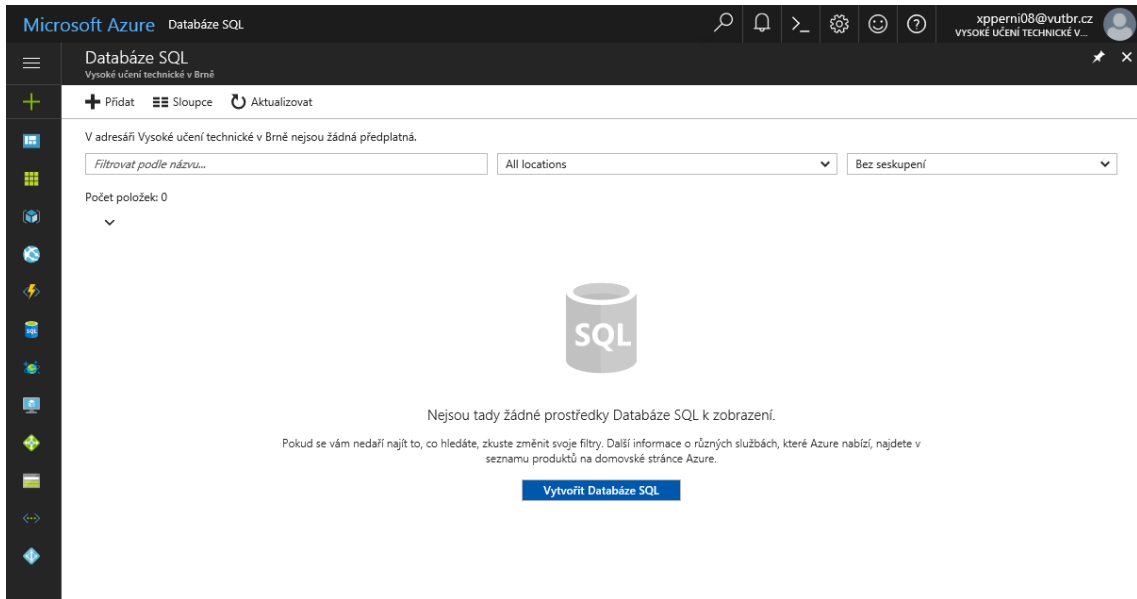 Microsoft Azure Databáze SQL
xpperni08@vutbr.cz
VYSOKÉ UČENÍ TECHNICKÉ V...
Databáze SQL
Vysoké učení technické v Brně
Přidat Sloupce Aktualizovat
V adresáři Vysoké učení technické v Brně nejsou žádná předplatná.
Filtrovat podle názvu... All locations Bez seskupení
Počet položek: 0
SQL
SQL
Nejsou tady žádné prostředky Databáze SQL k zobrazení.
Pokud se vám nedaří najít to, co hledáte, zkuste změnit svoje filtry. Další informace o různých službách, které Azure nabízí, najdete v
seznamu produktů na domovské stránce Azure.
Vytvořit Databáze SQL